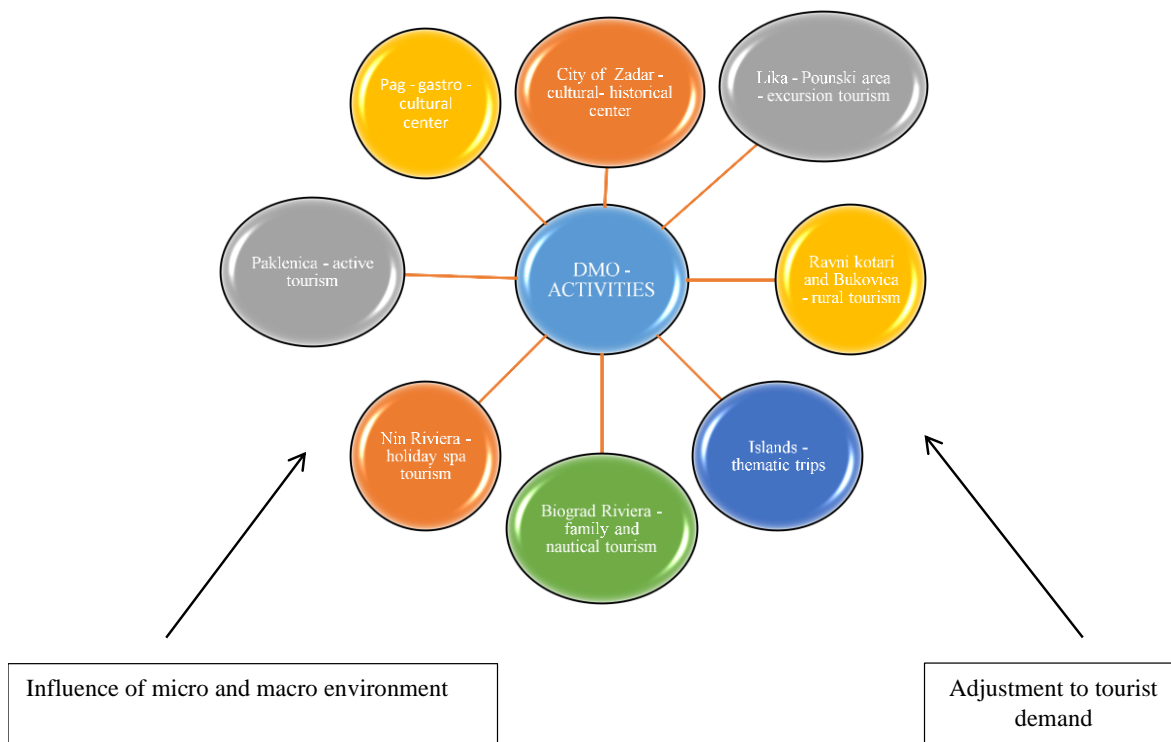 Pag - gastro -
cultural
center
City of Zadar -
cultural- historical
center
Lika - Pounski area
- excursion tourism
Paklenica - active
tourism
DMO -
ACTIVITIES
Ravni kotari
and Bukovica
- rural tourism
Nin Riviera -
holiday spa
tourism
Biograd Riviera -
family and
nautical tourism
Islands -
thematic trips
Influence of micro and macro environment
Adjustment to tourist
demand